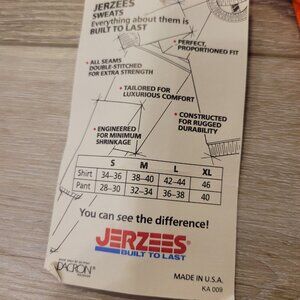 JERZEES
SWEATS
Everything about them is
BUILT TO LAST
• PERFECT,
PROPORTIONED FIT
• ALL SEAMS
DOUBLE-STITCHED
FOR EXTRA STRENGTH
• TAILORED FOR
LUXURIOUS COMFORT
• CONSTRUCTED
FOR RUGGED
DURABILITY
• ENGINEERED
FOR MINIMUM
SHRINKAGE
S M L XL
Shirt 34-36 38-40 42-44 46
Pant 28-30 32-34 36-38 40
You can see the difference!
JERZEES®
BUILT TO LAST
DACRON®
MADE IN U.S.A.
KA 009